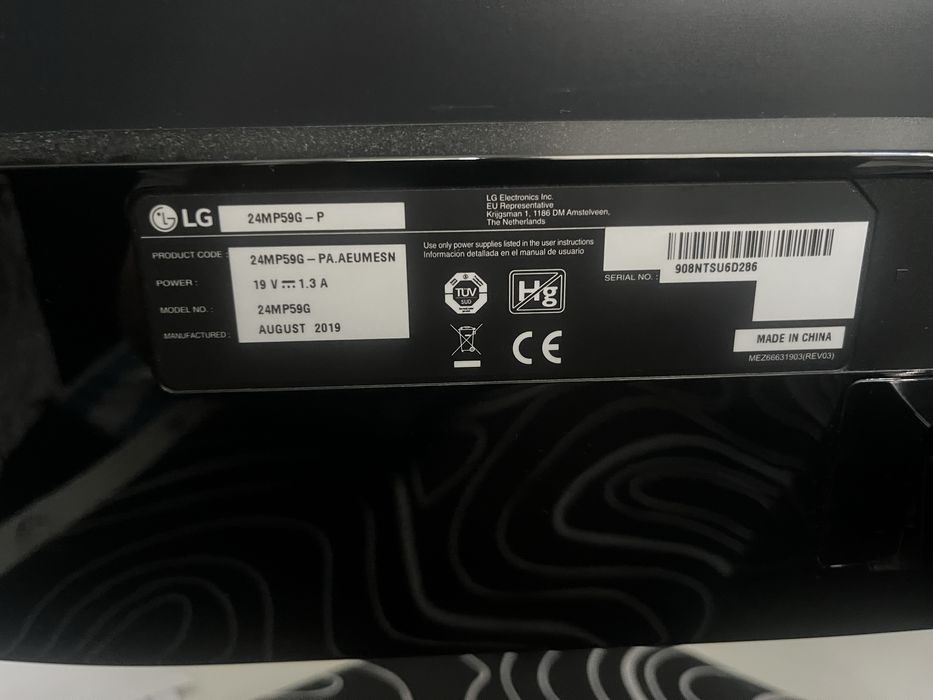 LG 24MP59G-P
LG Electronics Inc.
EU Representative
Krijgsman 1, 1186 DM Amstelveen,
The Netherlands
PRODUCT CODE : 24MP59G-PA.AEUMESN
POWER : 19 V 1.3 A
MODEL NO. : 24MP59G
MANUFACTURED : AUGUST 2019
Use only power supplies listed in the user instructions
Informacion detallada en el manual de usuario
TÜV
SÜD
Hg
CE
SERIAL NO. : 908NTSU6D286
MADE IN CHINA
MEZ66631903(REV03)